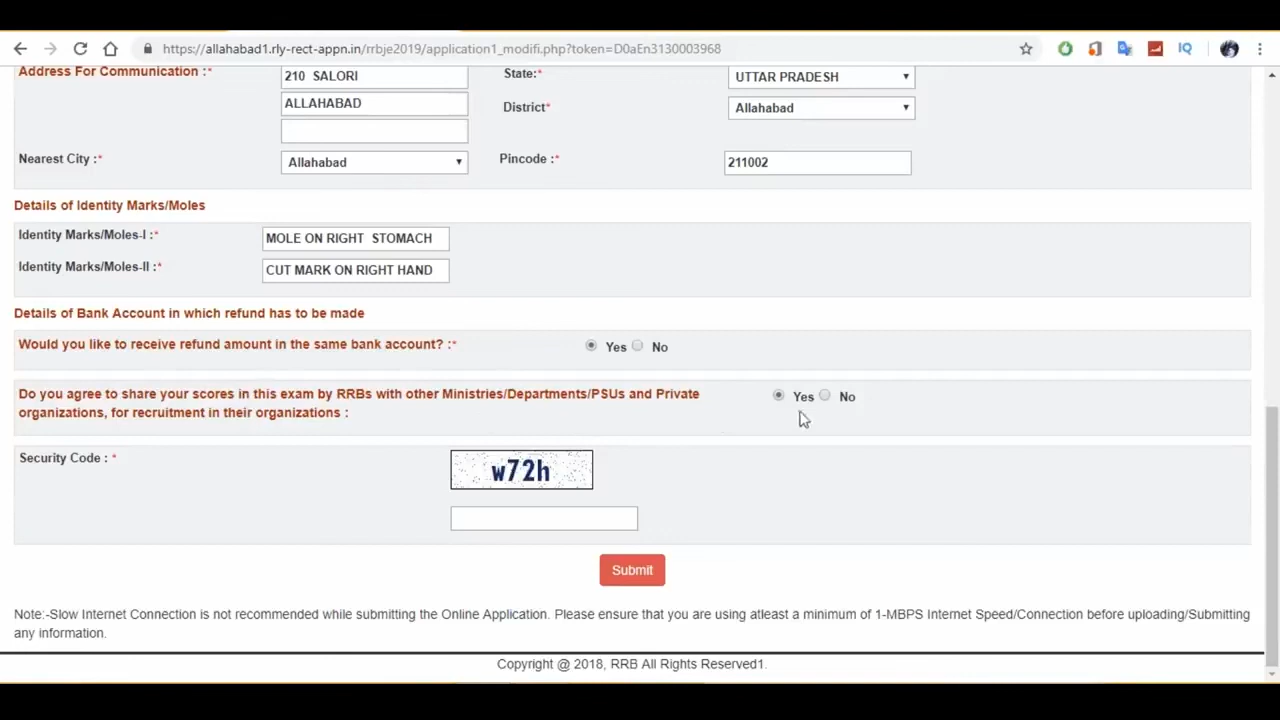 https://allahabad1.rly-rect-appn.in/rrbje2019/application1_modifi.php?token=D0aEn3130003968
IQ
Address For Communication :* 210 SALORI State:* UTTAR PRADESH
ALLAHABAD District* Allahabad
Nearest City :* Allahabad Pincode :* 211002
Details of Identity Marks/Moles
Identity Marks/Moles-I :* MOLE ON RIGHT STOMACH
Identity Marks/Moles-II :* CUT MARK ON RIGHT HAND
Details of Bank Account in which refund has to be made
Would you like to receive refund amount in the same bank account? :* Yes No
Do you agree to share your scores in this exam by RRBs with other Ministries/Departments/PSUs and Private Yes No
organizations, for recruitment in their organizations :
Security Code : * w72h
Submit
Note:-Slow Internet Connection is not recommended while submitting the Online Application. Please ensure that you are using atleast a minimum of 1-MBPS Internet Speed/Connection before uploading/Submitting
any information.
Copyright @ 2018, RRB All Rights Reserved1.